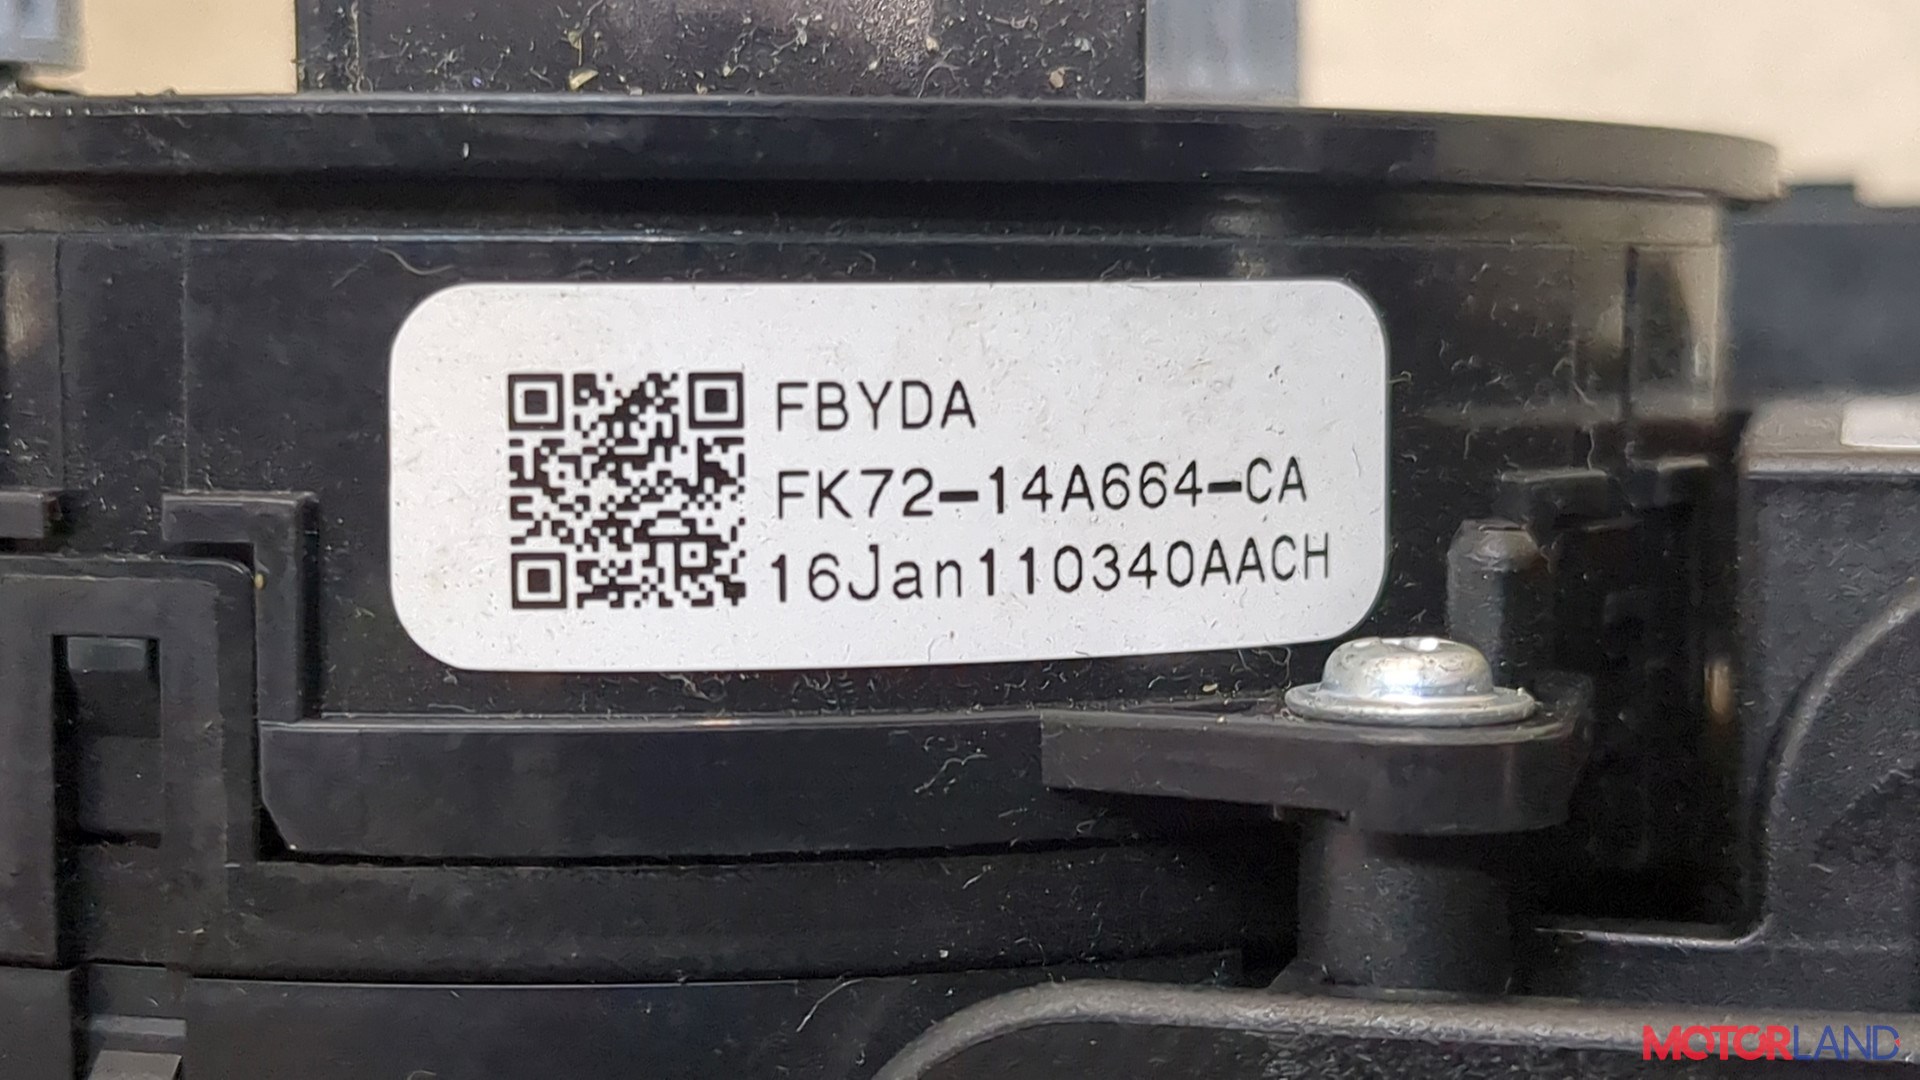 FBYDA
FK72-14A664-CA
16Jan110340AACH
MOTORLAND